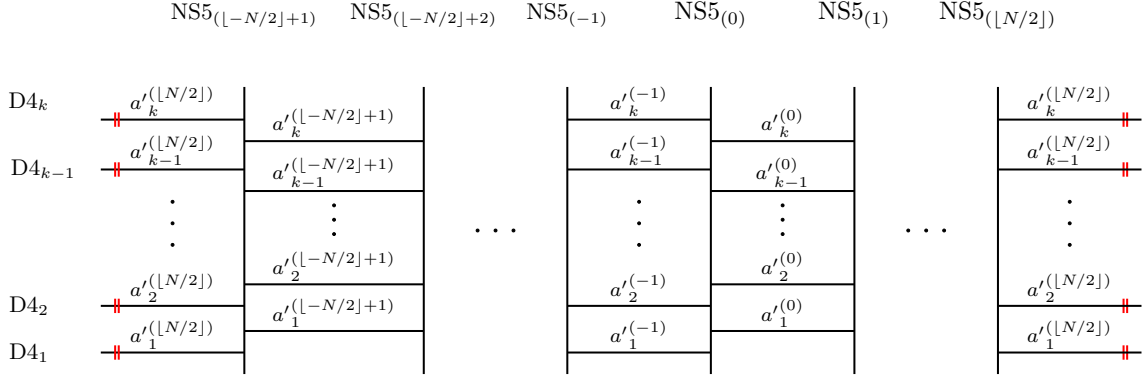 NS5_{(⌊−N/2⌋+1)} NS5_{(⌊−N/2⌋+2)} NS5_{(−1)} NS5_{(0)} NS5_{(1)} NS5_{(⌊N/2⌋)}
D4_k a′_k^{(⌊N/2⌋)} a′_k^{(⌊−N/2⌋+1)} a′_k^{(−1)} a′_k^{(0)} a′_k^{(⌊N/2⌋)}
D4_{k−1} a′_{k−1}^{(⌊N/2⌋)} a′_{k−1}^{(⌊−N/2⌋+1)} a′_{k−1}^{(−1)} a′_{k−1}^{(0)} a′_{k−1}^{(⌊N/2⌋)}
⋮ ⋮ · · · ⋮ ⋮ · · · ⋮
D4_2 a′_2^{(⌊N/2⌋)} a′_2^{(⌊−N/2⌋+1)} a′_2^{(−1)} a′_2^{(0)} a′_2^{(⌊N/2⌋)}
D4_1 a′_1^{(⌊N/2⌋)} a′_1^{(⌊−N/2⌋+1)} a′_1^{(−1)} a′_1^{(0)} a′_1^{(⌊N/2⌋)}